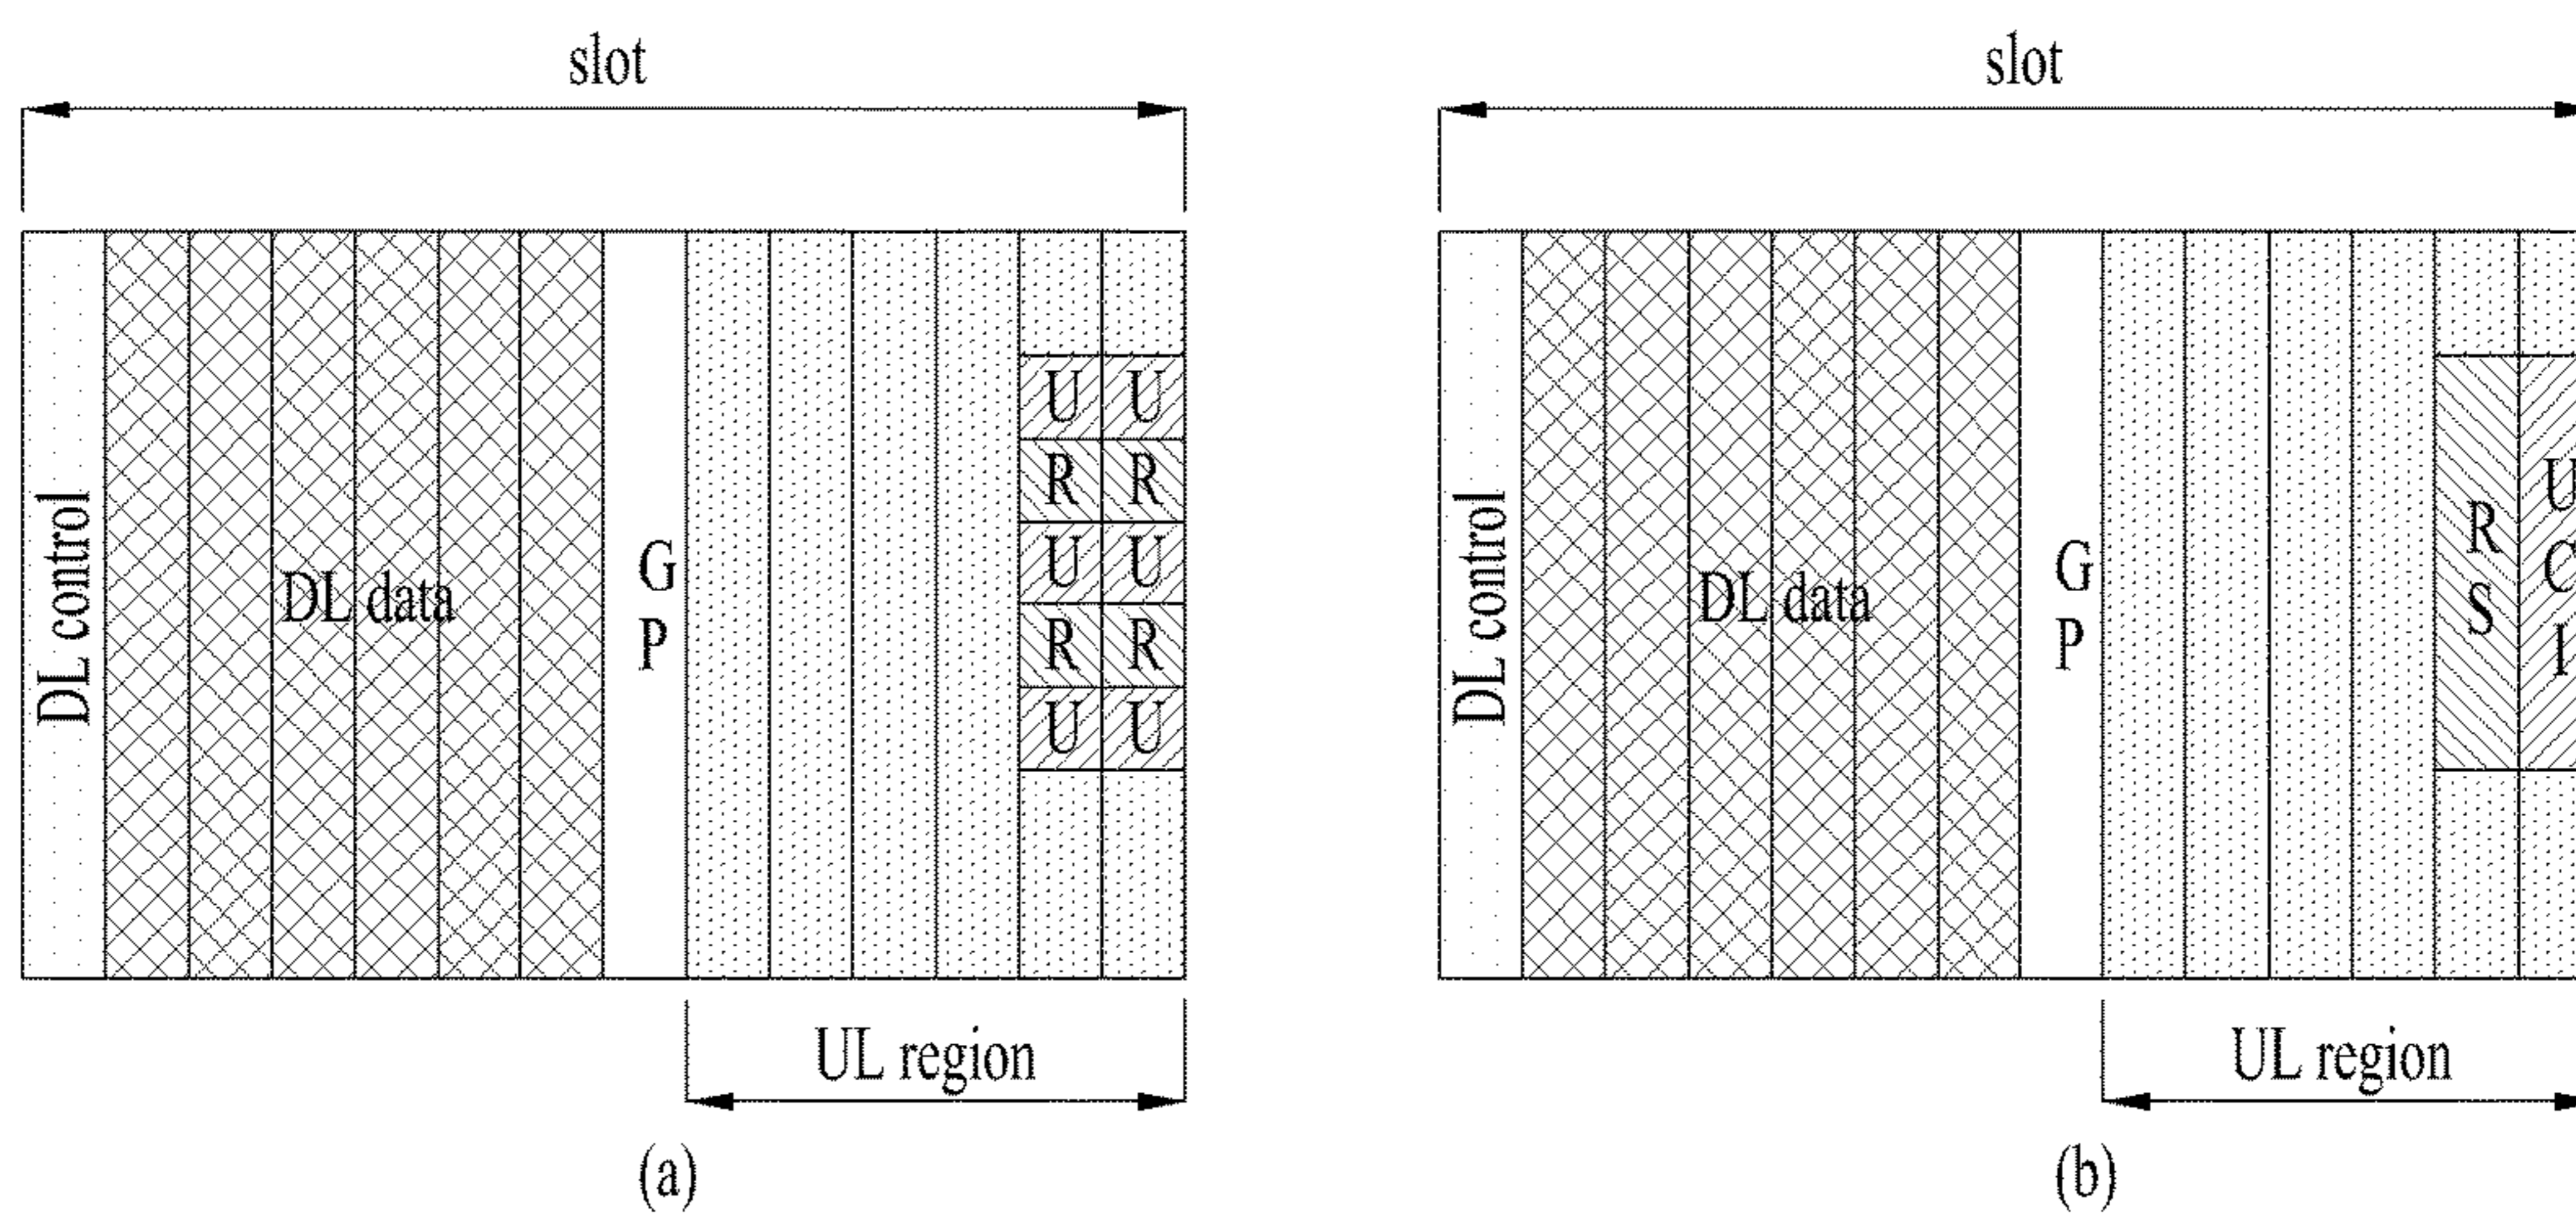 slot
DL control
DL data
G
P
U U
R R
U U
R R
U U
UL region
(a)
slot
DL control
DL data
G
P
R
S
U
C
I
UL region
(b)